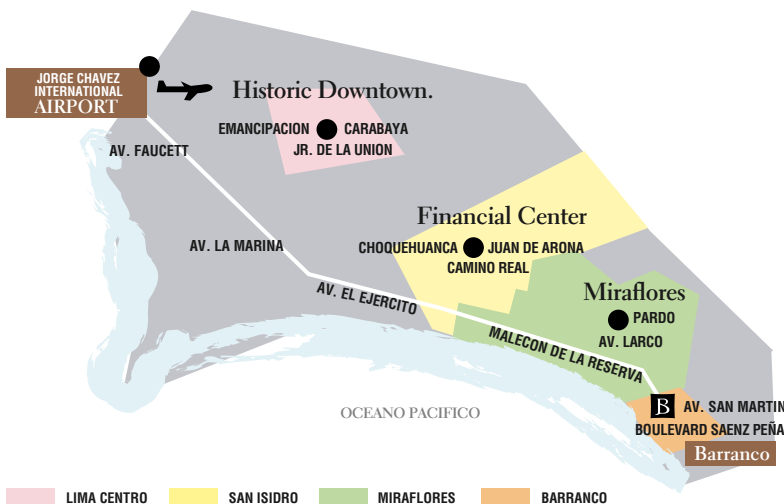 JORGE CHAVEZ
INTERNATIONAL
AIRPORT
Historic Downtown.
EMANCIPACION
CARABAYA
JR. DE LA UNION
AV. FAUCETT
Financial Center
CHOQUEHUANCA
JUAN DE ARONA
CAMINO REAL
AV. LA MARINA
AV. EL EJERCITO
Miraflores
PARDO
AV. LARCO
MALECON DE LA RESERVA
B
AV. SAN MARTIN
BOULEVARD SAENZ PEÑA
Barranco
OCEANO PACIFICO
LIMA CENTRO
SAN ISIDRO
MIRAFLORES
BARRANCO